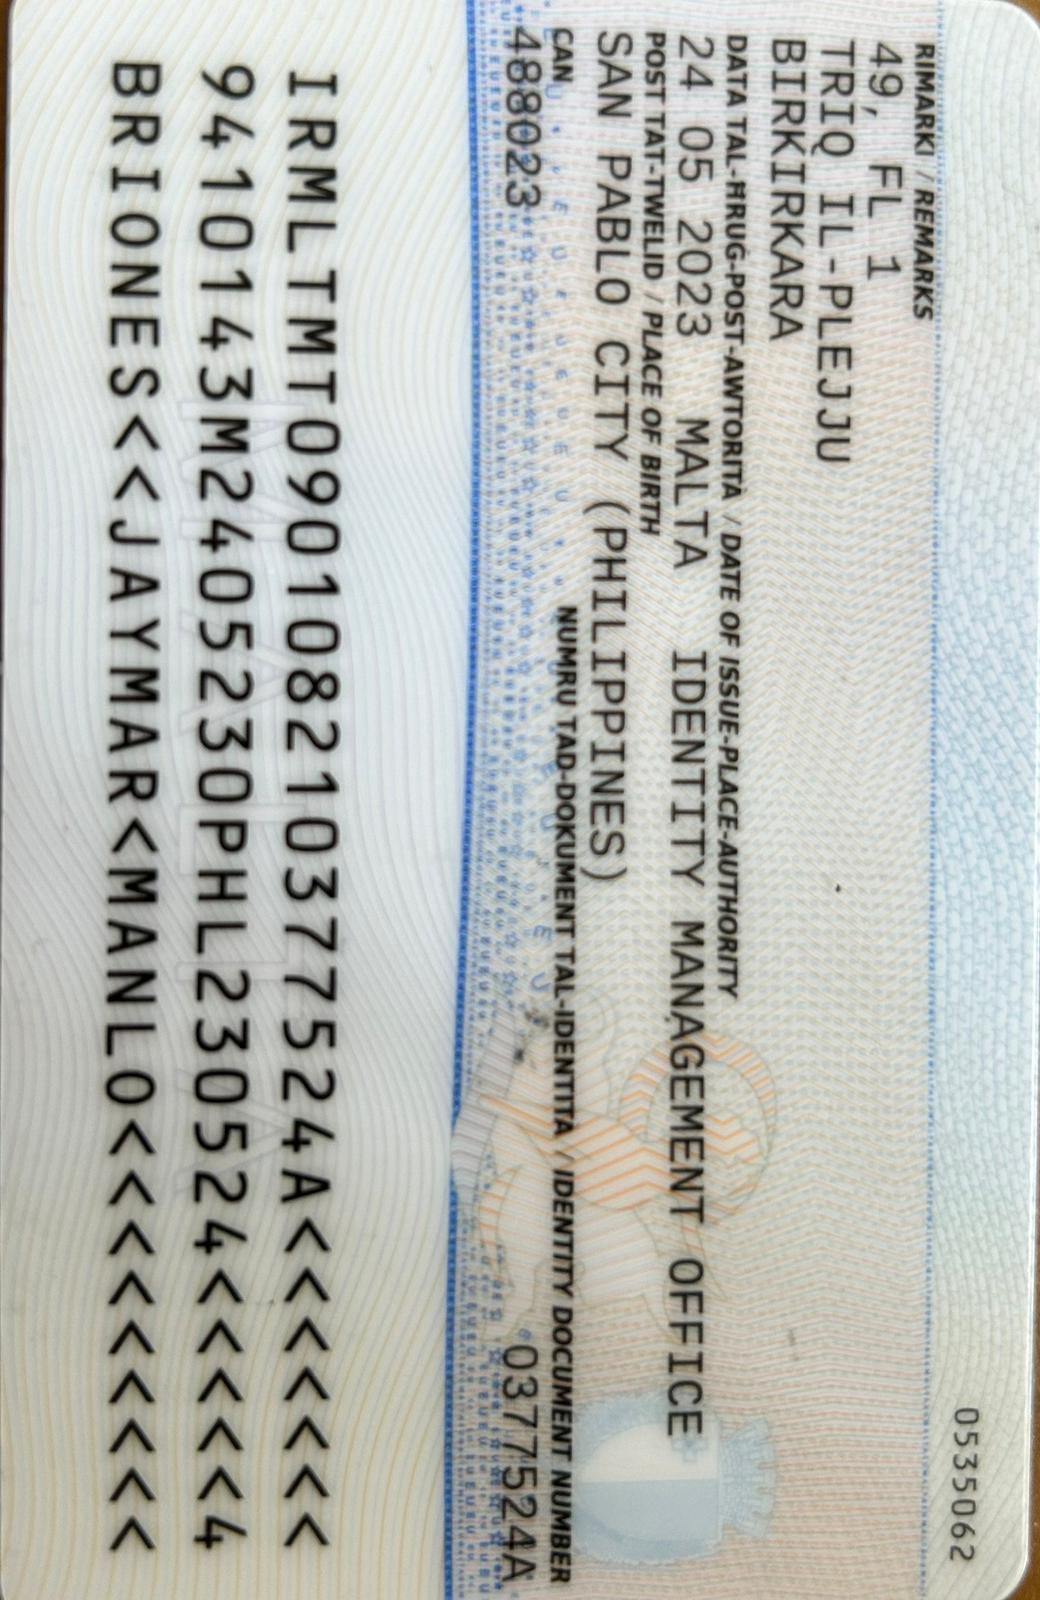 0535062
RIMARKI / REMARKS
49, FL 1
TRIQ IL-PLEJJU
BIRKIRKARA
DATA TAL-ĦRUG-POST-AWTORITÀ / DATE OF ISSUE-PLACE-AUTHORITY
24 05 2023 MALTA IDENTITY MANAGEMENT OFFICE
POST TAT-TWELID / PLACE OF BIRTH
SAN PABLO CITY (PHILIPPINES)
CAN NUMRU TAD-DOKUMENT TAL-IDENTITA / IDENTITY DOCUMENT NUMBER
488023 0377524A
IRMLTMT090108210377524A<<<<<<<
9410143M2405230PHL230524<<<<<4
MALTA
BRIONES<<JAYMAR<MANLO<<<<<<<<<